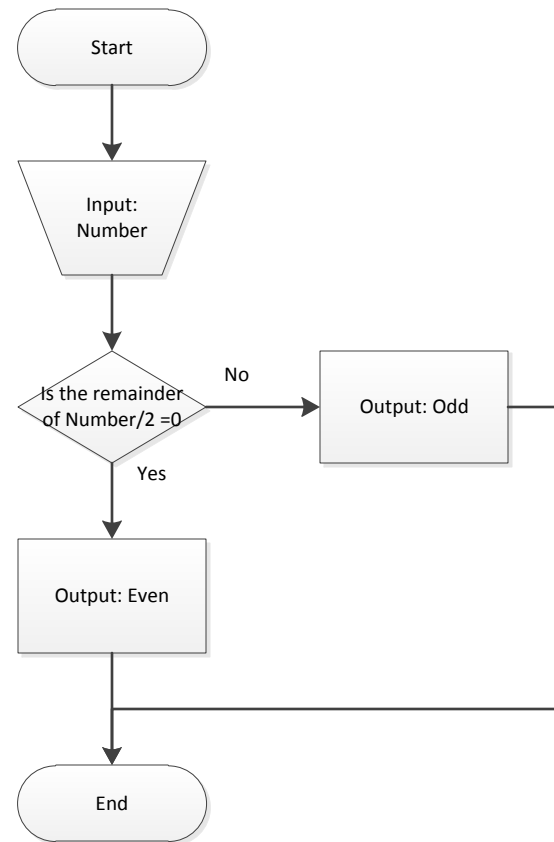 Start
Input:
Number
Is the remainder
of Number/2 =0
No
Output: Odd
Yes
Output: Even
End